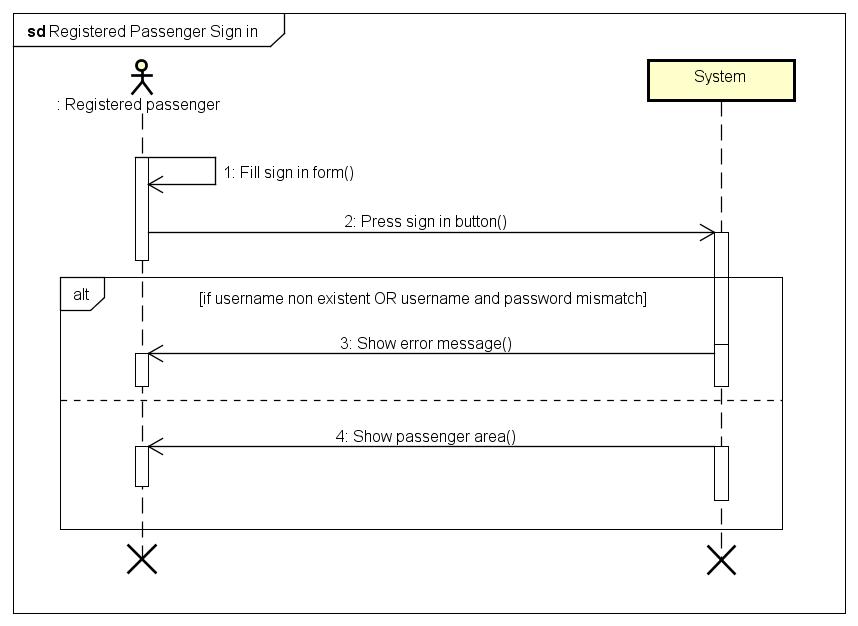 sd Registered Passenger Sign in
System
: Registered passenger
1: Fill sign in form()
2: Press sign in button()
alt
[if username non existent OR username and password mismatch]
3: Show error message()
4: Show passenger area()